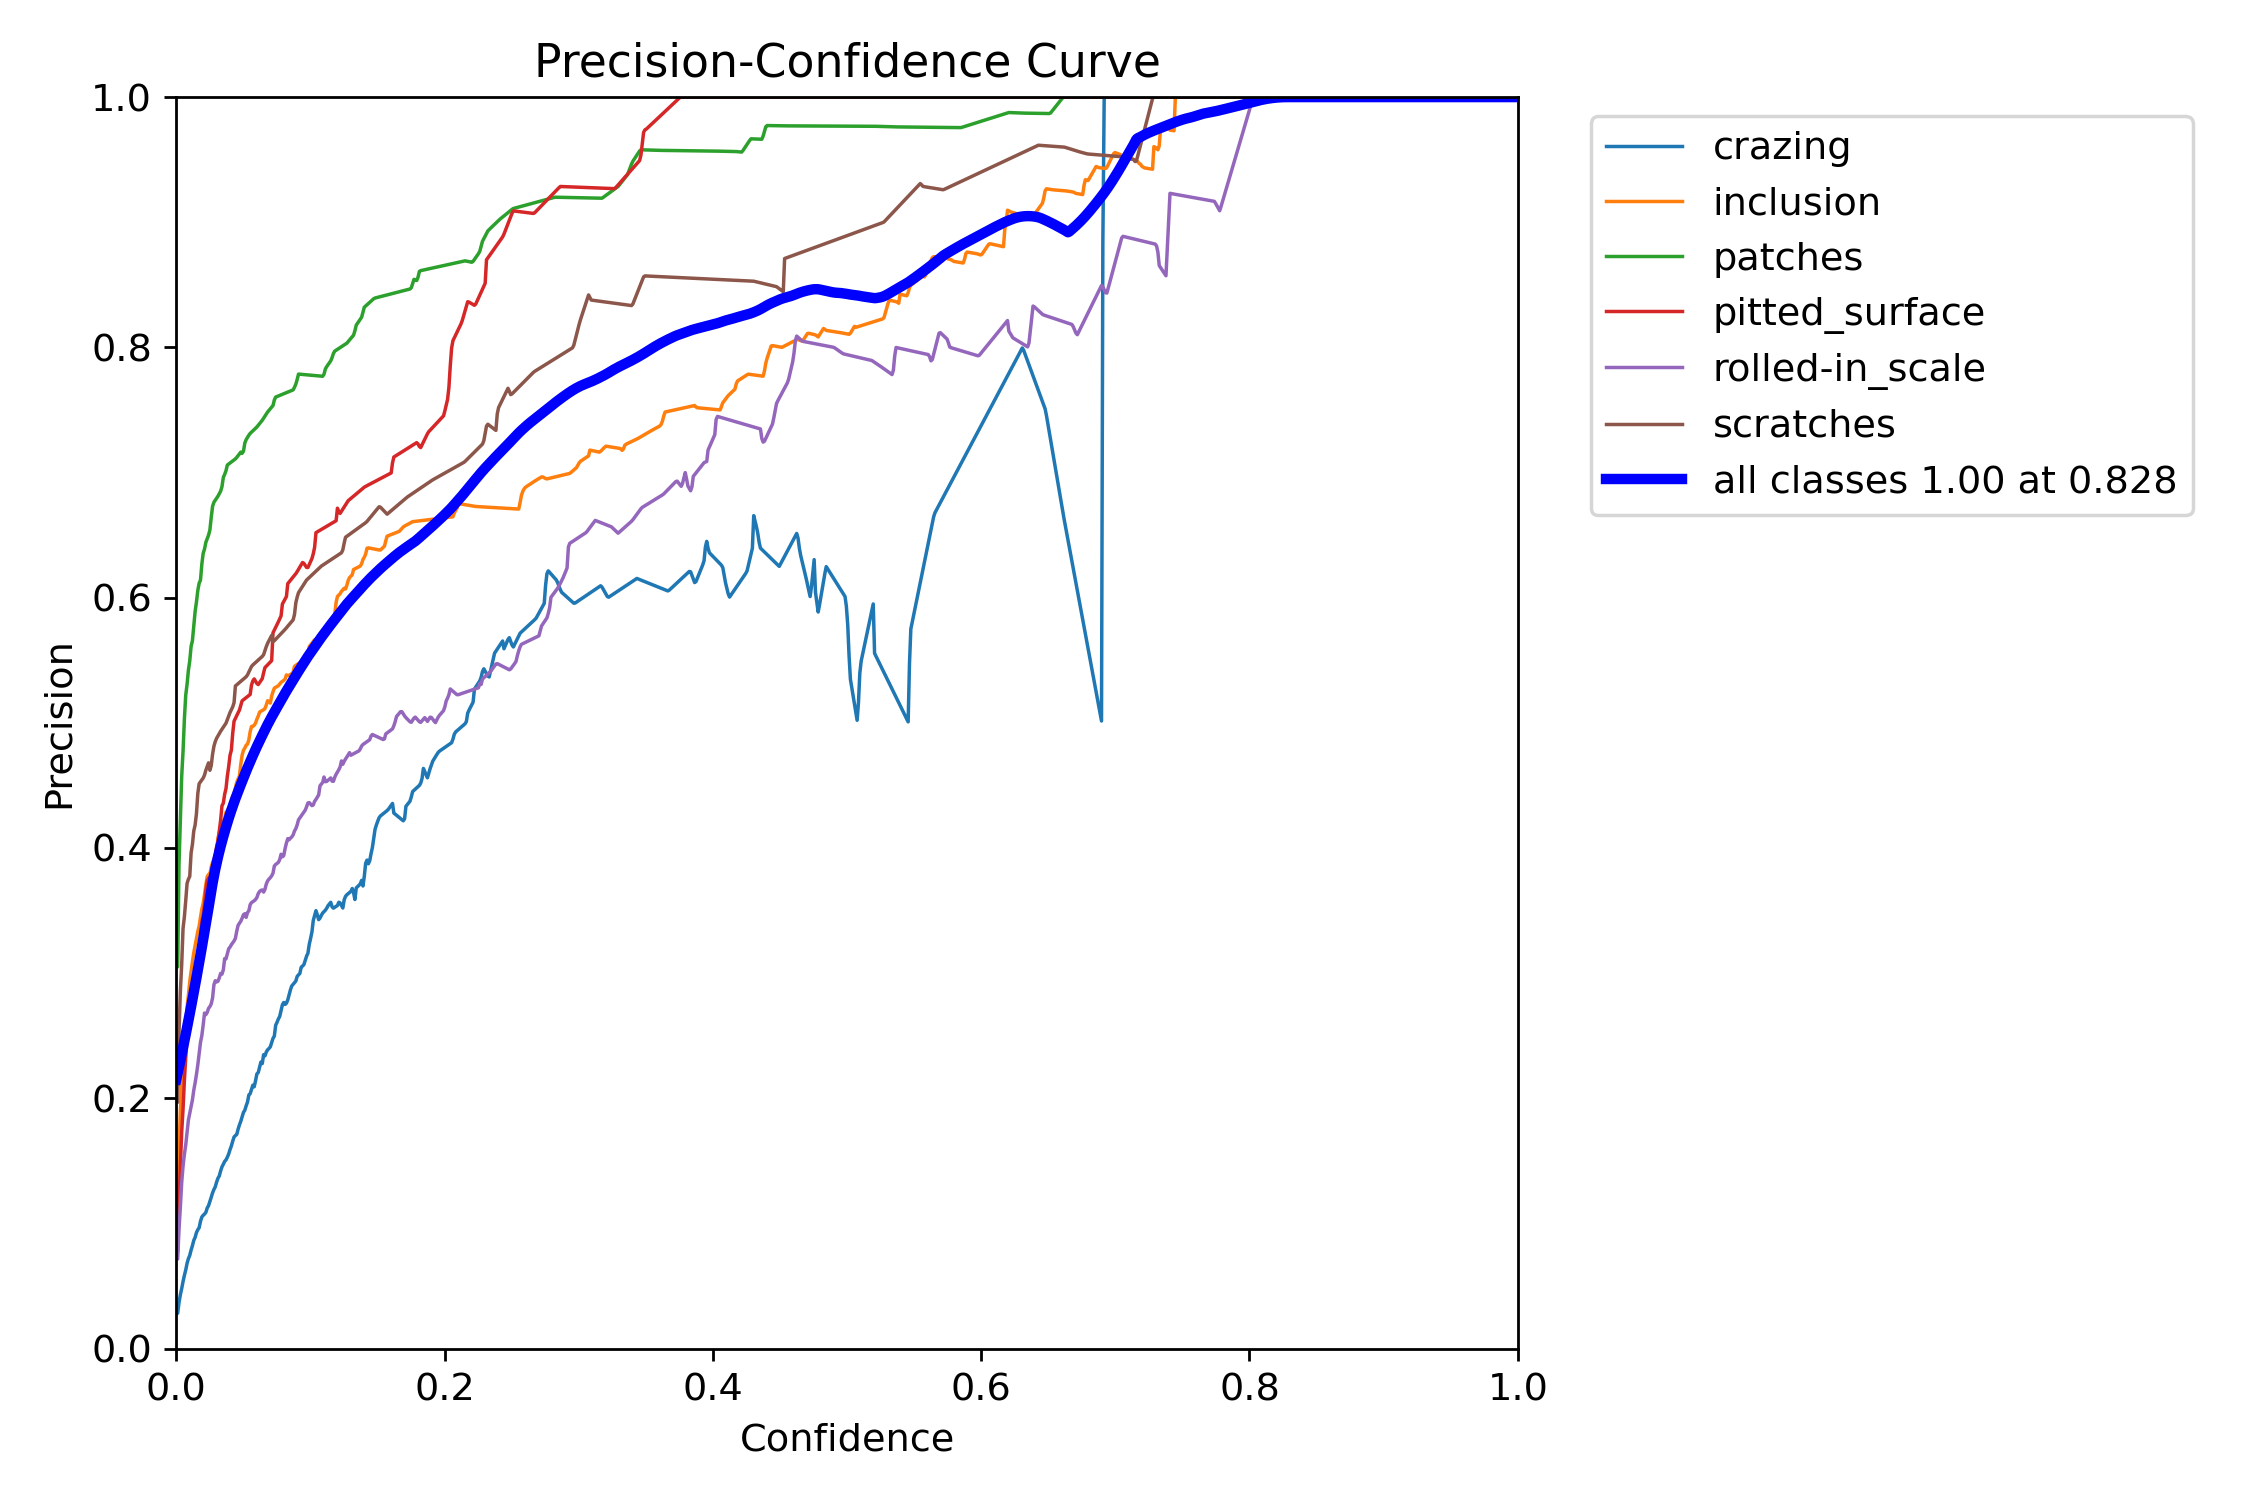 Precision-Confidence Curve
1.0
0.8
0.6
0.4
0.2
0.0
Precision
0.0 0.2 0.4 0.6 0.8 1.0
Confidence
crazing
inclusion
patches
pitted_surface
rolled-in_scale
scratches
all classes 1.00 at 0.828